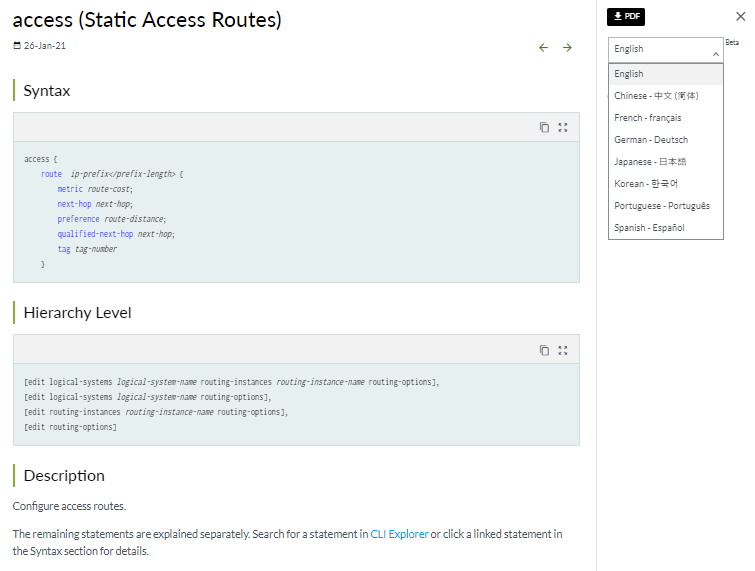 access (Static Access Routes)
26-Jan-21
Syntax
access {
route ip-prefix</prefix-length> {
metric route-cost;
next-hop next-hop;
preference route-distance;
qualified-next-hop next-hop;
tag tag-number
}
Hierarchy Level
[edit logical-systems logical-system-name routing-instances routing-instance-name routing-options],
[edit logical-systems logical-system-name routing-options],
[edit routing-instances routing-instance-name routing-options],
[edit routing-options]
Description
Configure access routes.
The remaining statements are explained separately. Search for a statement in CLI Explorer or click a linked statement in
the Syntax section for details.
PDF
English
Beta
English
Chinese - 中文 (简体)
French - français
German - Deutsch
Japanese - 日本語
Korean - 한국어
Portuguese - Português
Spanish - Español